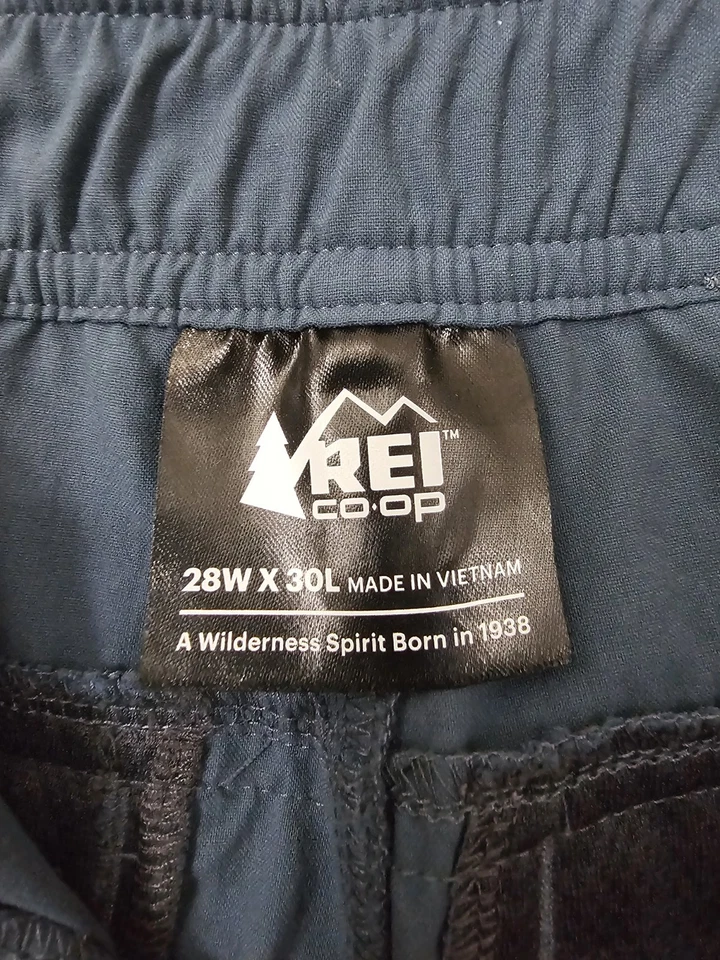 REI™
co·op
28W X 30L MADE IN VIETNAM
A Wilderness Spirit Born in 1938